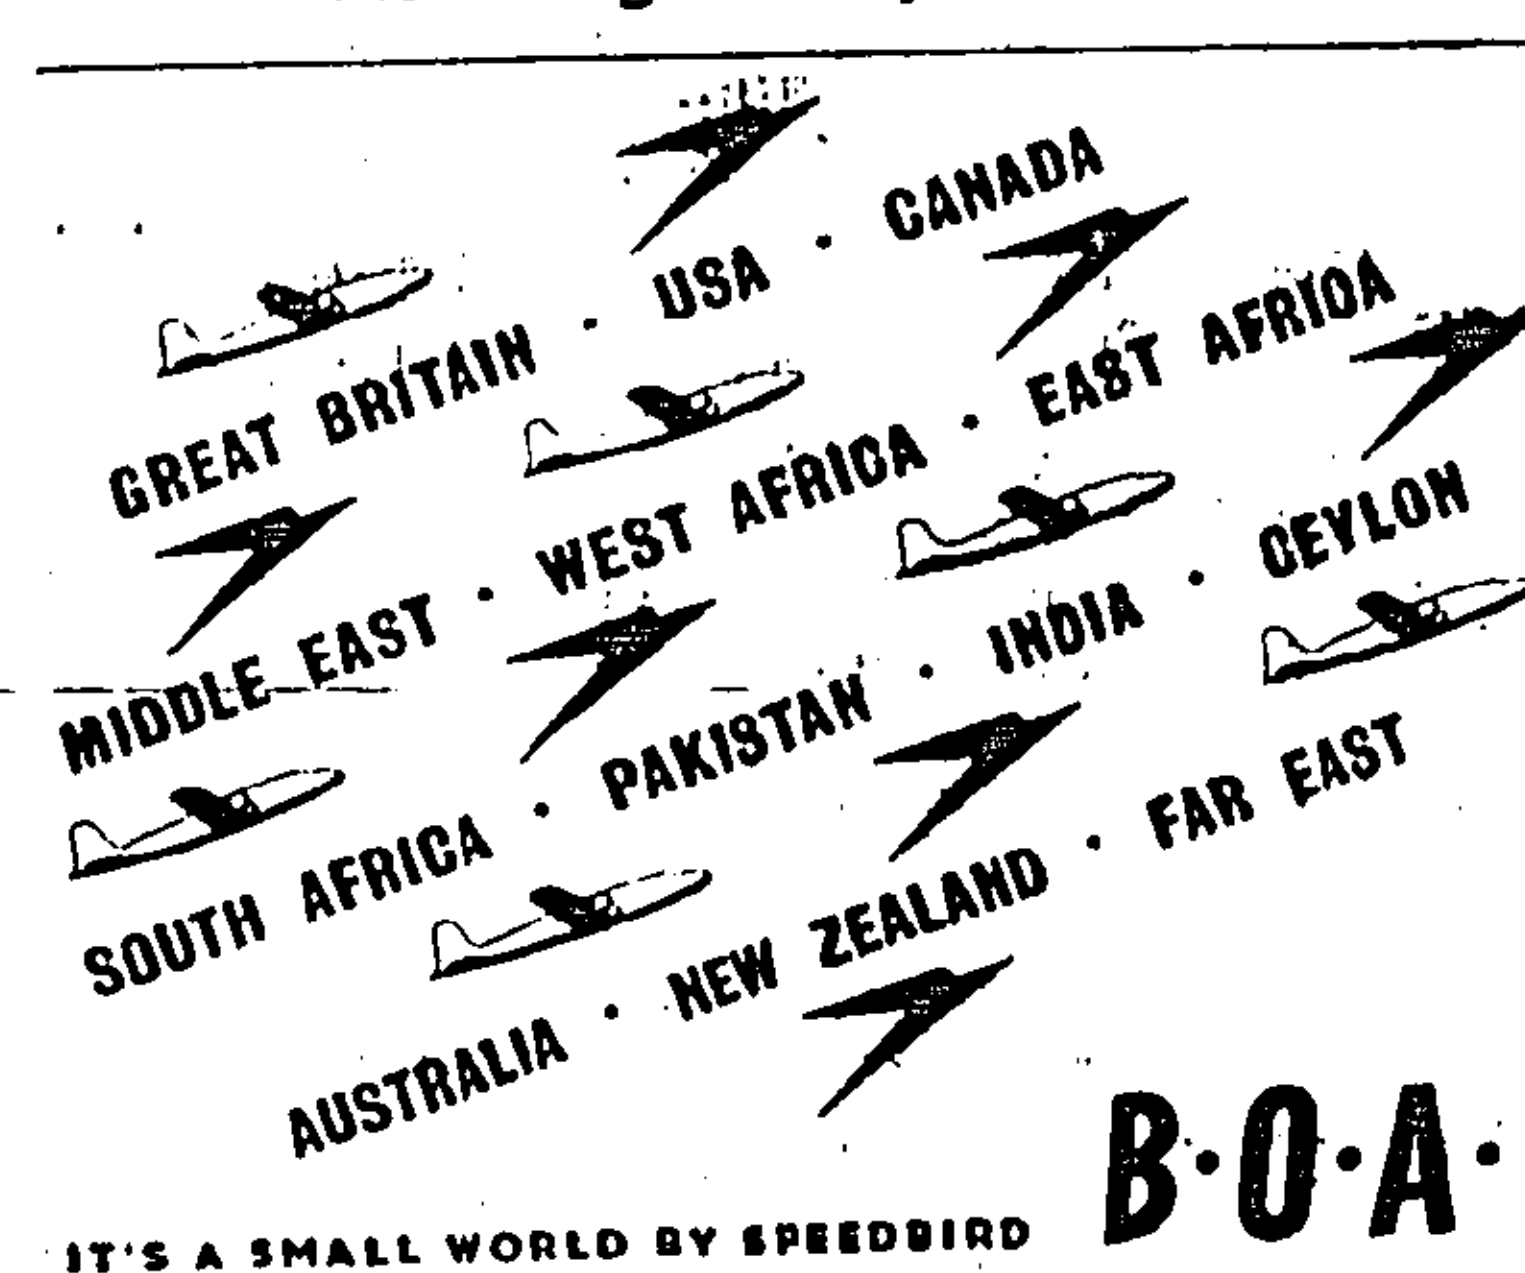 GREAT BRITAIN · USA · CANADA
MIDDLE EAST · WEST AFRICA · EAST AFRICA
SOUTH AFRICA · PAKISTAN · INDIA · CEYLON
AUSTRALIA · NEW ZEALAND · FAR EAST
IT'S A SMALL WORLD BY SPEEDBIRD
B·O·A·